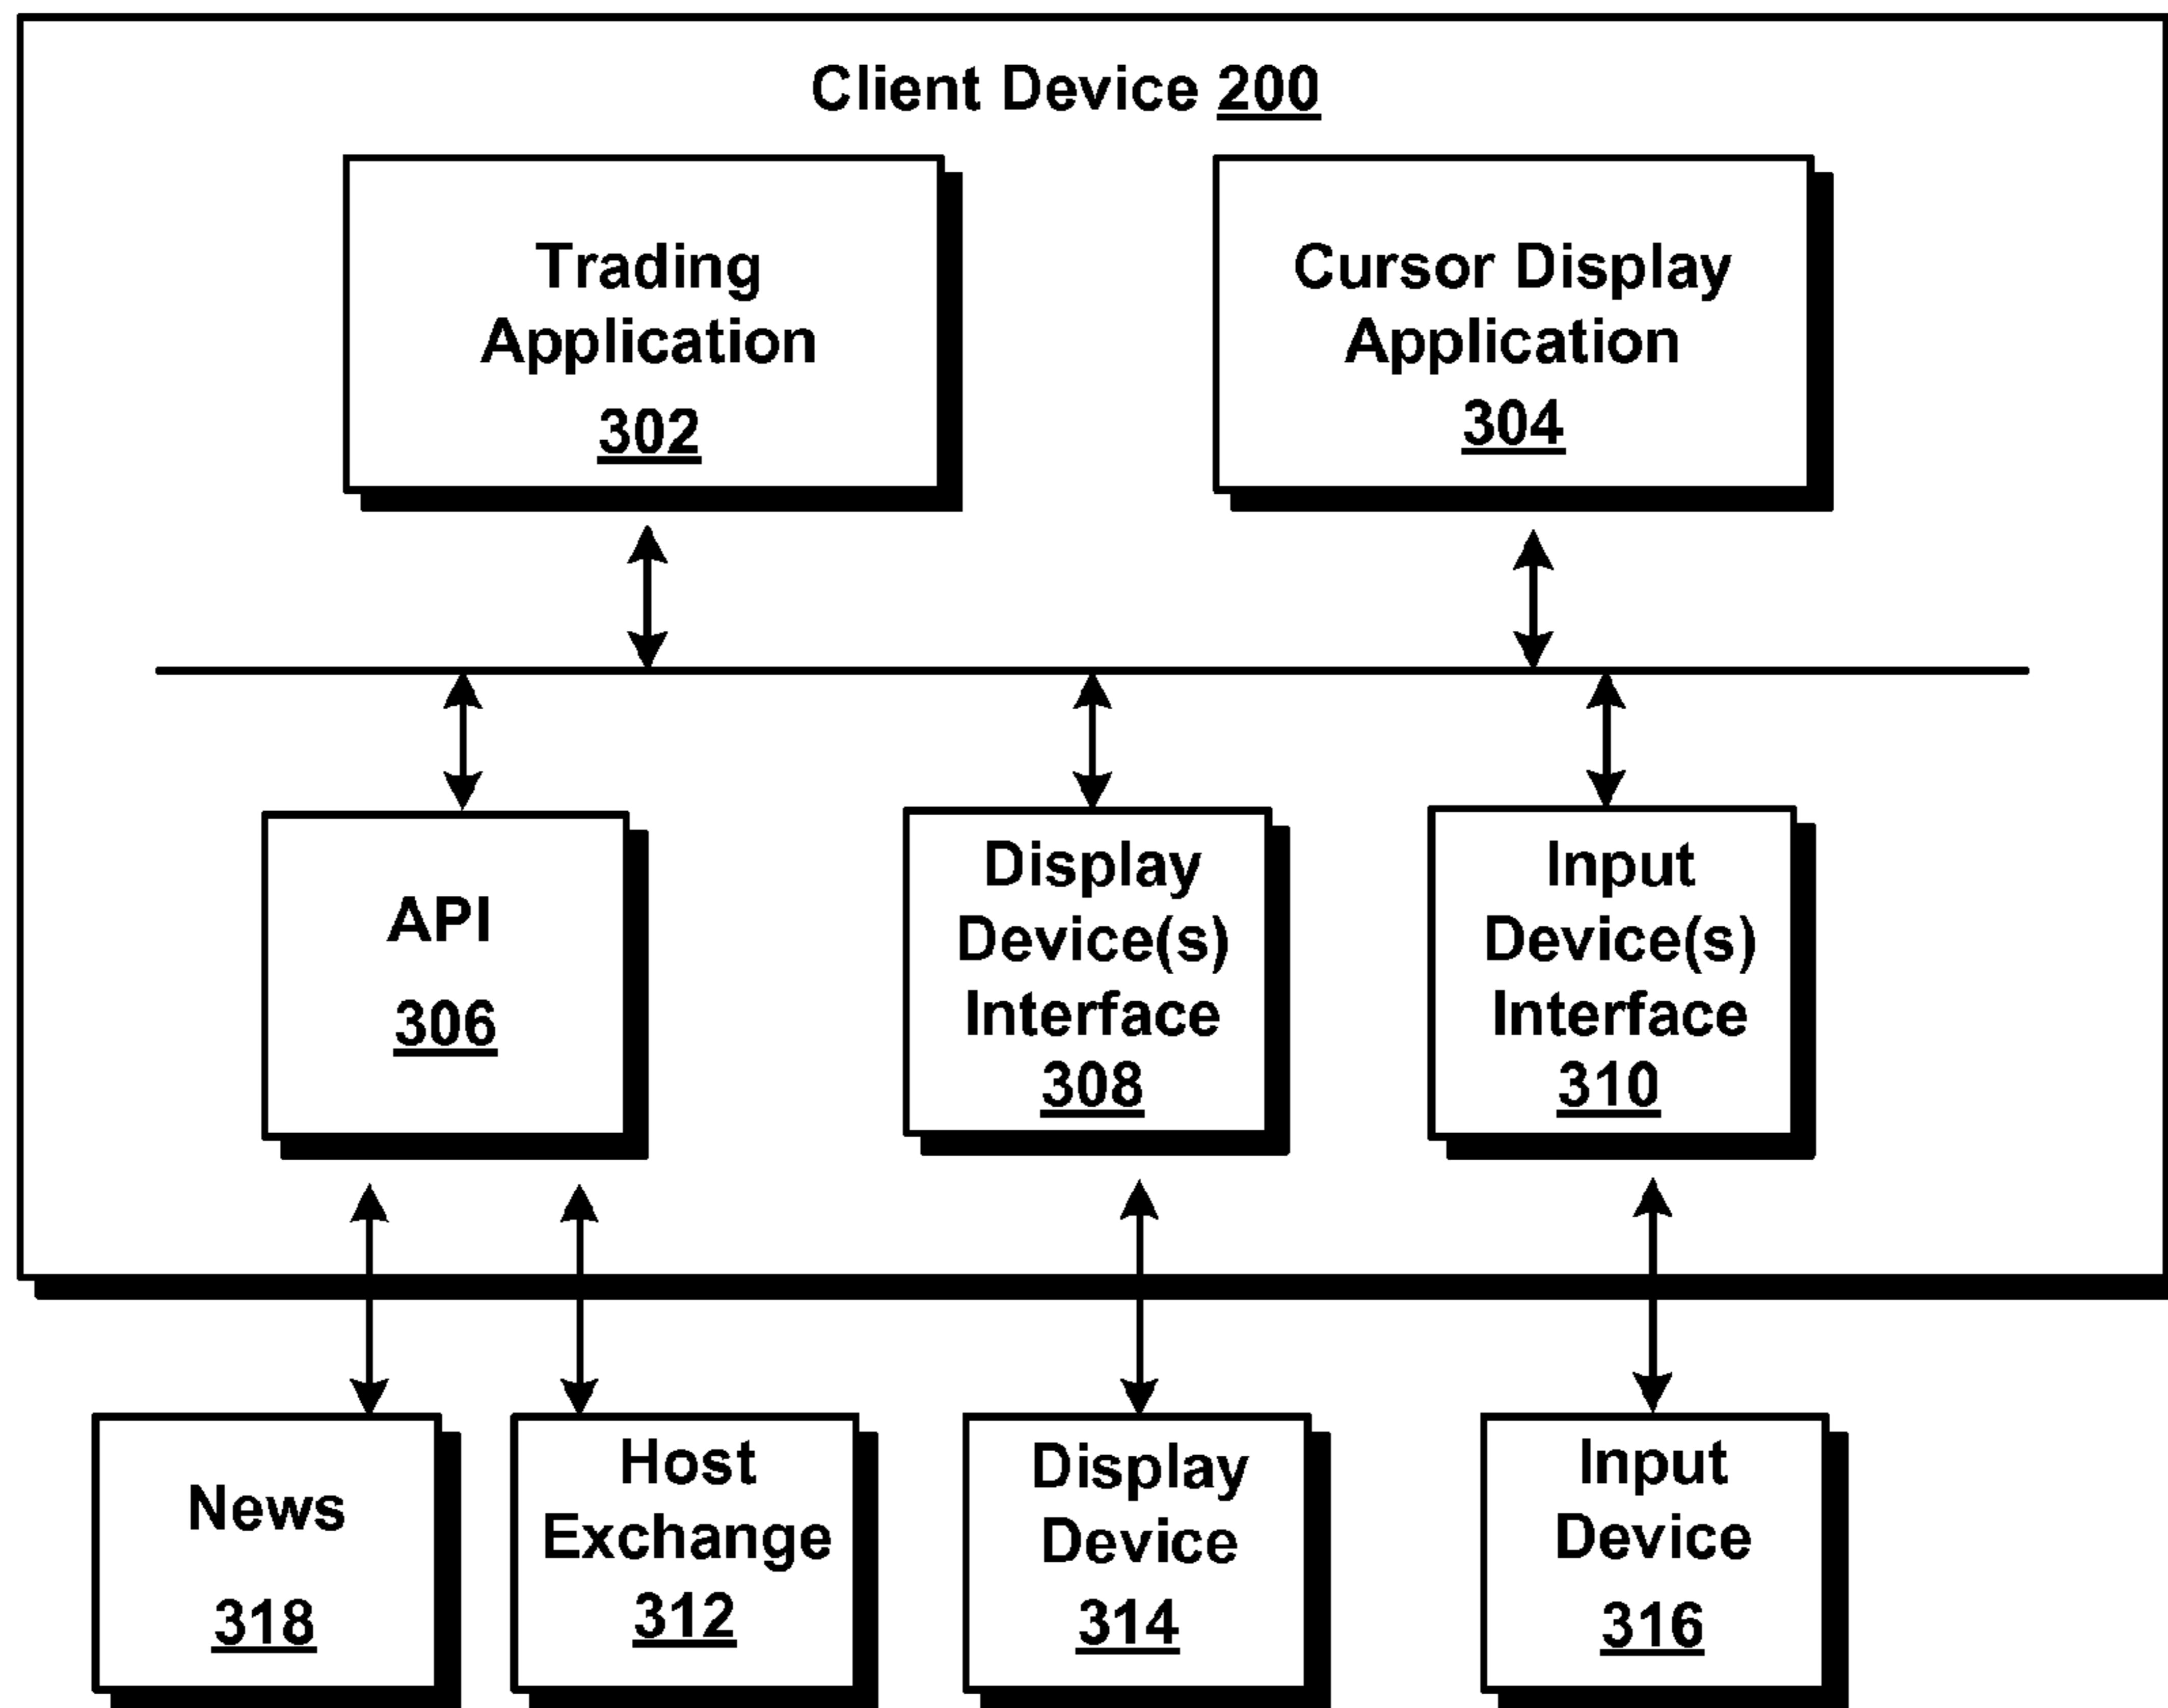 Client Device 200
Trading
Application
302
Cursor Display
Application
304
API
306
Display
Device(s)
Interface
308
Input
Device(s)
Interface
310
News
318
Host
Exchange
312
Display
Device
314
Input
Device
316